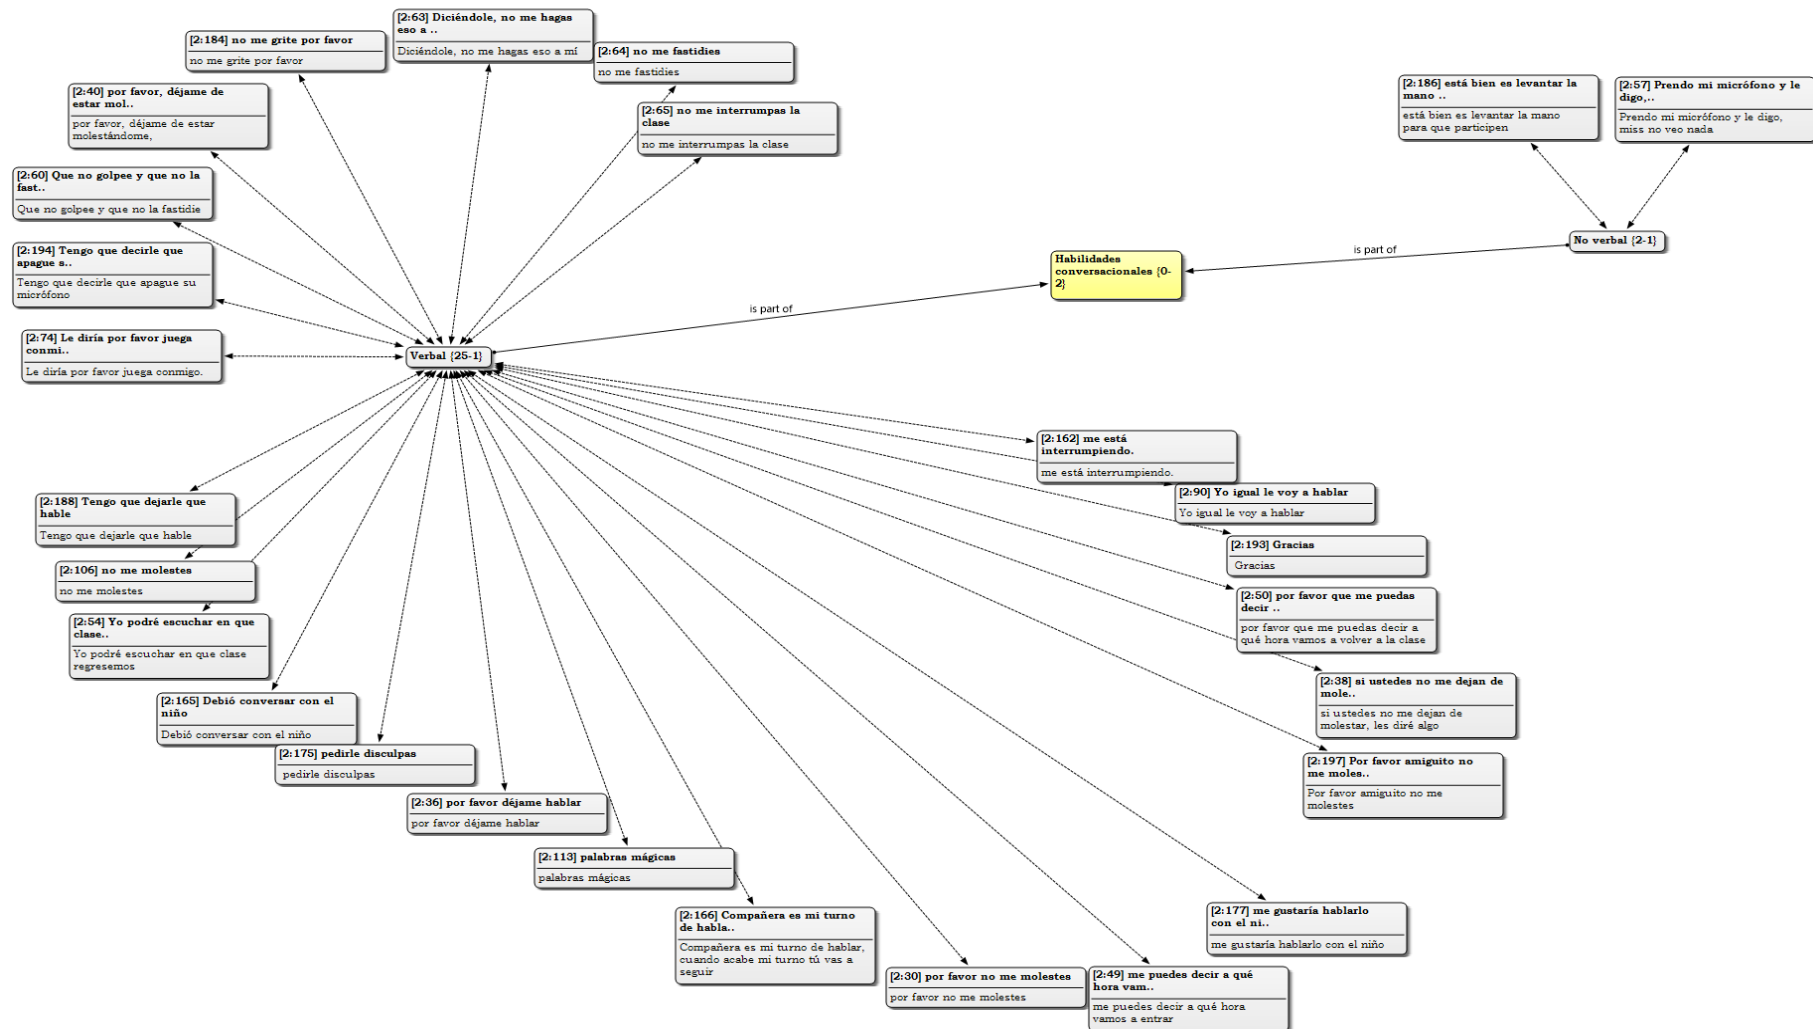 [2:63] Diciéndole, no me hagas
eso a ..
Diciéndole, no me hagas eso a mí
[2:184] no me grite por favor
no me grite por favor
[2:64] no me fastidies
no me fastidies
[2:40] por favor, déjame de
estar mol..
por favor, déjame de estar
molestándome,
[2:65] no me interrumpas la
clase
no me interrumpas la clase
[2:186] está bien es levantar la
mano ..
está bien es levantar la mano
para que participen
[2:57] Prendo mi micrófono y le
digo,..
Prendo mi micrófono y le digo,
miss no veo nada
[2:60] Que no golpee y que no la
fast..
Que no golpee y que no la fastidie
[2:194] Tengo que decirle que
apague s..
Tengo que decirle que apague su
micrófono
No verbal {2-1}
is part of
Habilidades
conversacionales {0-
2}
is part of
[2:74] Le diría por favor juega
conmi..
Le diría por favor juega conmigo.
Verbal {25-1}
[2:162] me está
interrumpiendo.
me está interrumpiendo.
[2:90] Yo igual le voy a hablar
Yo igual le voy a hablar
[2:188] Tengo que dejarle que
hable
Tengo que dejarle que hable
[2:193] Gracias
Gracias
[2:106] no me molestes
no me molestes
[2:50] por favor que me puedas
decir ..
por favor que me puedas decir a
qué hora vamos a volver a la clase
[2:54] Yo podré escuchar en que
clase..
Yo podré escuchar en que clase
regresemos
[2:38] si ustedes no me dejan de
mole..
si ustedes no me dejan de
molestar, les diré algo
[2:165] Debió conversar con el
niño
Debió conversar con el niño
[2:175] pedirle disculpas
pedirle disculpas
[2:197] Por favor amiguito no
me moles..
Por favor amiguito no me
molestes
[2:36] por favor déjame hablar
por favor déjame hablar
[2:113] palabras mágicas
palabras mágicas
[2:166] Compañera es mi turno
de habla..
Compañera es mi turno de hablar,
cuando acabe mi turno tú vas a
seguir
[2:177] me gustaría hablarlo
con el ni..
me gustaría hablarlo con el niño
[2:30] por favor no me molestes
por favor no me molestes
[2:49] me puedes decir a qué
hora vam..
me puedes decir a qué hora
vamos a entrar